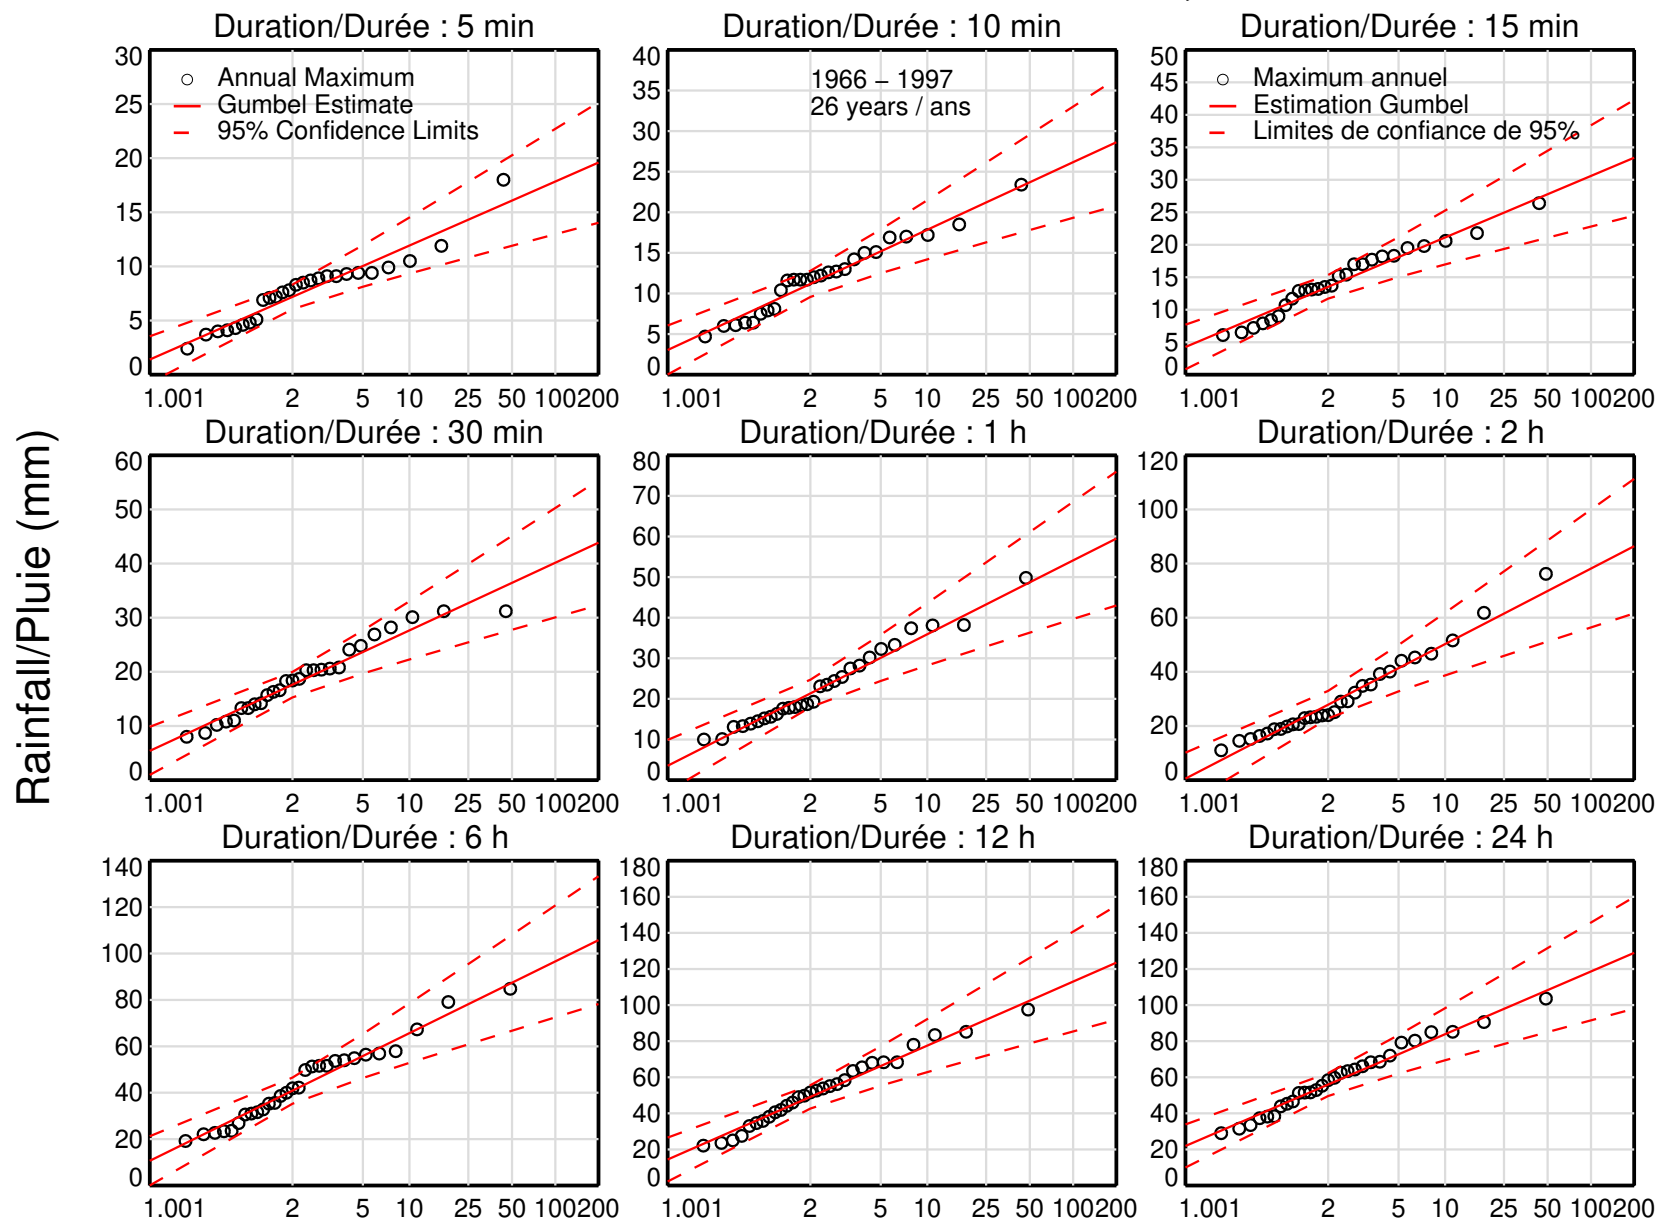 Duration/Durée : 5 min
Duration/Durée : 10 min
Duration/Durée : 15 min
30
25
20
15
10
5
0
Annual Maximum
Gumbel Estimate
95% Confidence Limits
1.001 2 5 10 25 50 100200
40
35
30
25
20
15
10
5
0
1966 – 1997
26 years / ans
1.001 2 5 10 25 50 100200
50
45
40
35
30
25
20
15
10
5
0
Maximum annuel
Estimation Gumbel
Limites de confiance de 95%
1.001 2 5 10 25 50 100200
Rainfall/Pluie (mm)
Duration/Durée : 30 min
Duration/Durée : 1 h
Duration/Durée : 2 h
60
50
40
30
20
10
0
1.001 2 5 10 25 50 100200
80
70
60
50
40
30
20
10
0
1.001 2 5 10 25 50 100200
120
100
80
60
40
20
0
1.001 2 5 10 25 50 100200
Duration/Durée : 6 h
Duration/Durée : 12 h
Duration/Durée : 24 h
140
120
100
80
60
40
20
0
1.001 2 5 10 25 50 100200
180
160
140
120
100
80
60
40
20
0
1.001 2 5 10 25 50 100200
180
160
140
120
100
80
60
40
20
0
1.001 2 5 10 25 50 100200